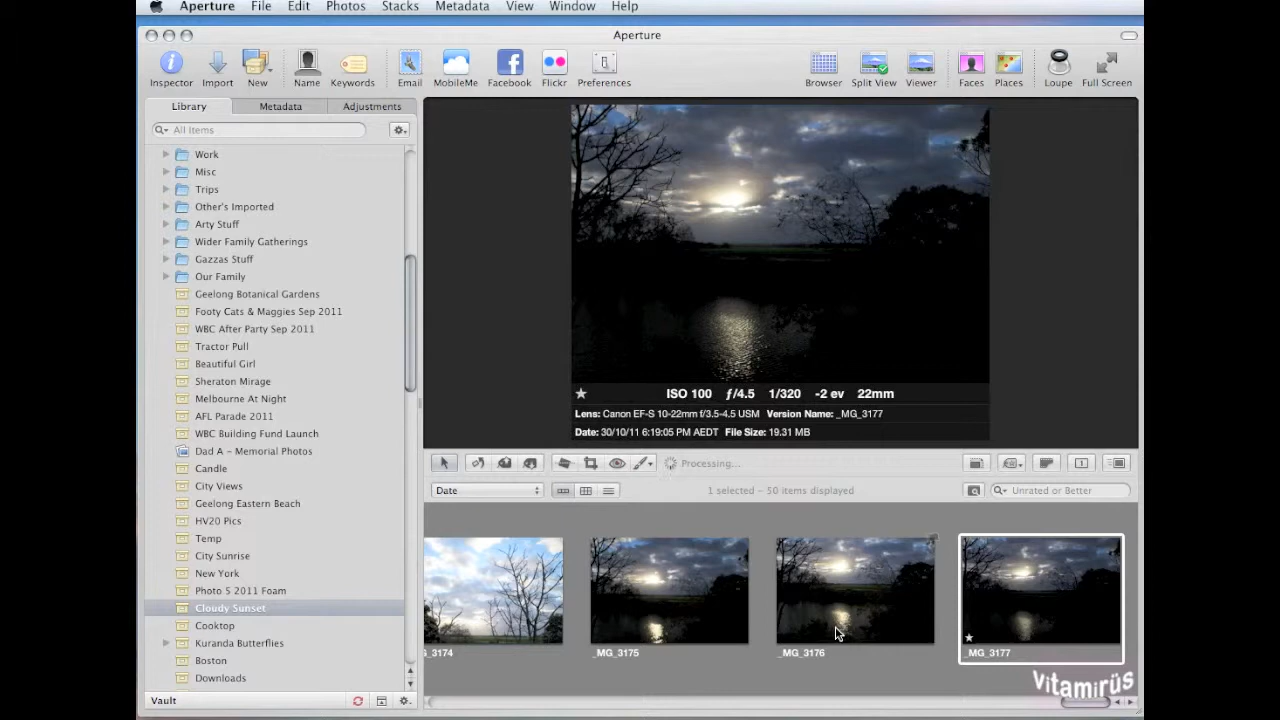 Aperture File Edit Photos Stacks Metadata View Window Help
Aperture
Inspector Import New Name Keywords Email MobileMe Facebook Flickr Preferences Browser Split View Viewer Faces Places Loupe Full Screen
Library Metadata Adjustments
All Items
Work
Misc
Trips
Other's Imported
Arty Stuff
Wider Family Gatherings
Gazzas Stuff
Our Family
Geelong Botanical Gardens
Footy Cats & Maggies Sep 2011
WBC After Party Sep 2011
Tractor Pull
Beautiful Girl
Sheraton Mirage
Melbourne At Night
AFL Parade 2011
WBC Building Fund Launch
Dad A - Memorial Photos
Candle
City Views
Geelong Eastern Beach
HV20 Pics
Temp
City Sunrise
New York
Photo 5 2011 Foam
Cloudy Sunset
Cooktop
Kuranda Butterflies
Boston
Downloads
Vault
ISO 100 ƒ/4.5 1/320 -2 ev 22mm
Lens: Canon EF-S 10-22mm f/3.5-4.5 USM Version Name: _MG_3177
Date: 30/10/11 6:19:05 PM AEDT File Size: 19.31 MB
Processing...
1
Date 1 selected - 50 items displayed Unrated or Better
G_3174 _MG_3175 _MG_3176 _MG_3177
Vitamirüs